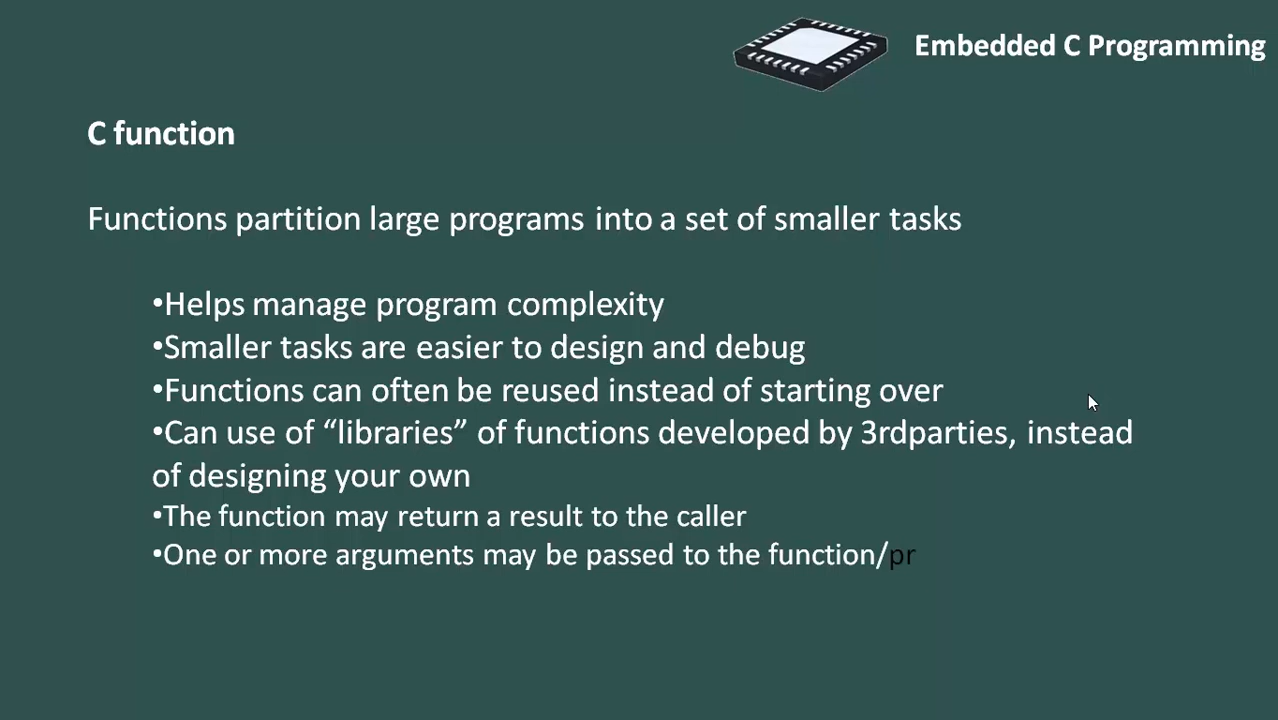 Embedded C Programming
C function
Functions partition large programs into a set of smaller tasks
•Helps manage program complexity
•Smaller tasks are easier to design and debug
•Functions can often be reused instead of starting over
•Can use of “libraries” of functions developed by 3rdparties, instead
of designing your own
•The function may return a result to the caller
•One or more arguments may be passed to the function/pr